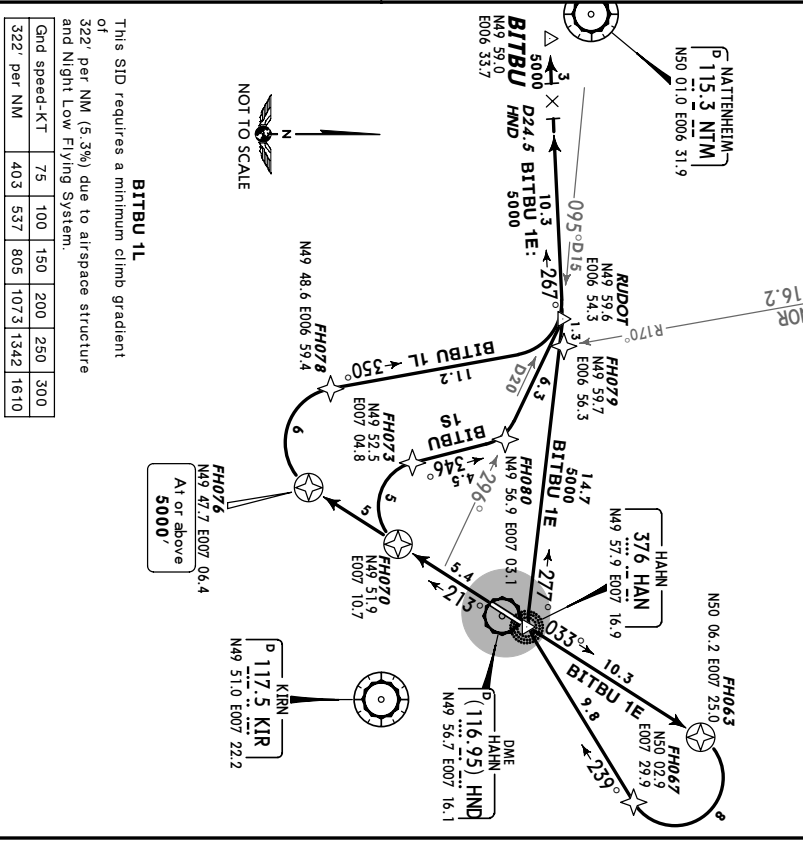 NATTENHEIM
D 115.3 NTM
N50 01.0 E006 31.9
BITBU
N49 59.0
E006 33.7
3
5000
D24.5
HND
10.3
BITBU 1E:
5000
095° D15
267°
RUDOT
N49 59.6
E006 54.3
1.3
FH079
N49 59.7
E006 56.3
R170°
NOR
16.2
14.7
5000
BITBU 1E
277°
HAHN
376 HAN
N49 57.9 E007 16.9
033°
10.3
BITBU 1E
FH063
N50 06.2 E007 25.0
8
FH067
N50 02.9
E007 29.9
9.8
239°
DME
HAHN
D (116.95) HND
N49 56.7 E007 16.1
5.4
213°
FH070
N49 51.9
E007 10.7
5
FH076
N49 47.7 E007 06.4
At or above
5000'
6
FH078
N49 48.6 E006 59.4
350°
BITBU 1L
11.2
5
FH073
N49 52.5
E007 04.8
BITBU
1S
346°
4.5
FH080
N49 56.9 E007 03.1
296°
D20
6.3
KIRN
D 117.5 KIR
N49 51.0 E007 22.2
N
NOT TO SCALE
BITBU 1L
This SID requires a minimum climb gradient
of
322' per NM (5.3%) due to airspace structure
and Night Low Flying System.
Gnd speed-KT 75 100 150 200 250 300
322' per NM 403 537 805 1073 1342 1610